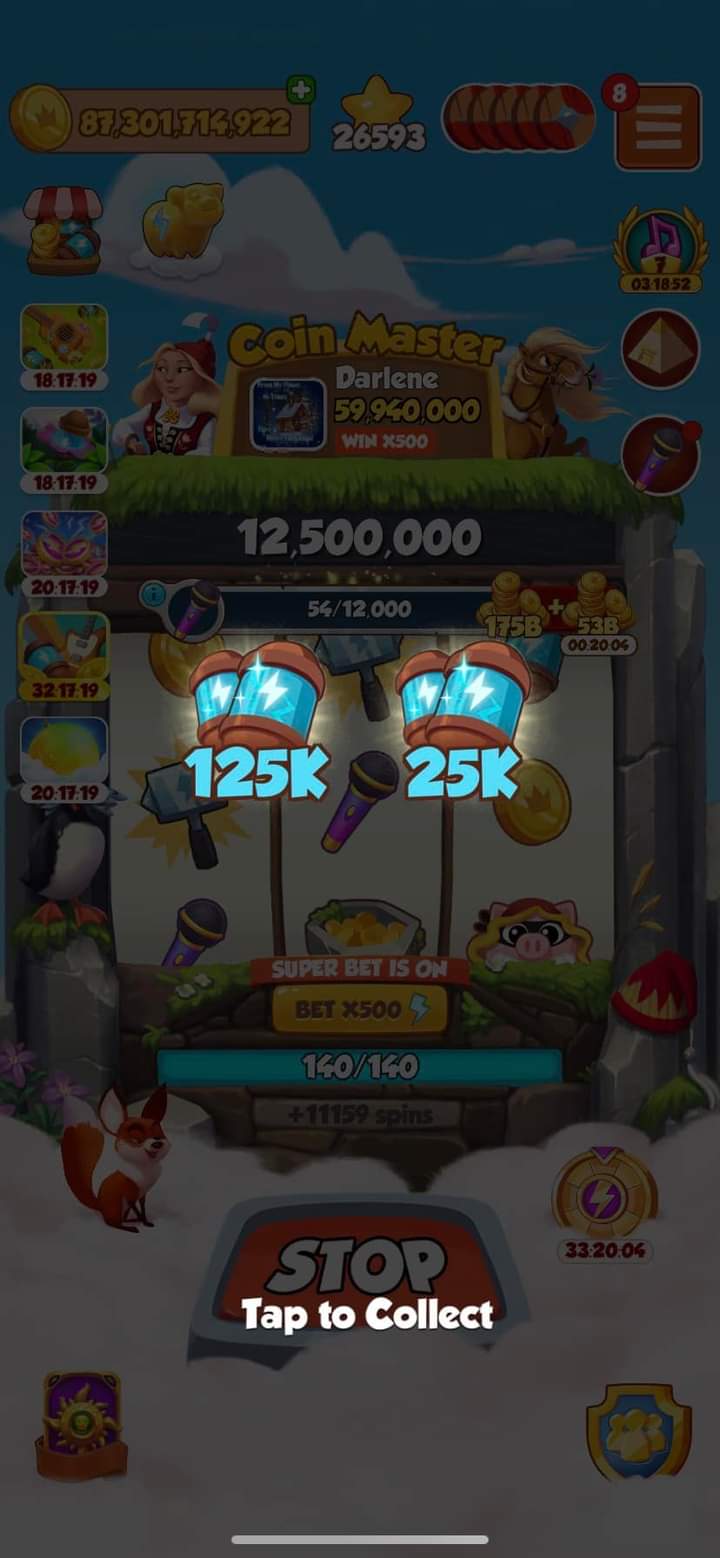 87,301,714,922
26593
8
7
03:18:52
18:17:19
Coin Master
Darlene
59,940,000
WIN X500
18:17:19
12,500,000
20:17:19
54/12,000
175B + 53B
00:20:04
32:17:19
125K
25K
20:17:19
SUPER BET IS ON
BET X500
140/140
+11159 spins
33:20:04
STOP
Tap to Collect